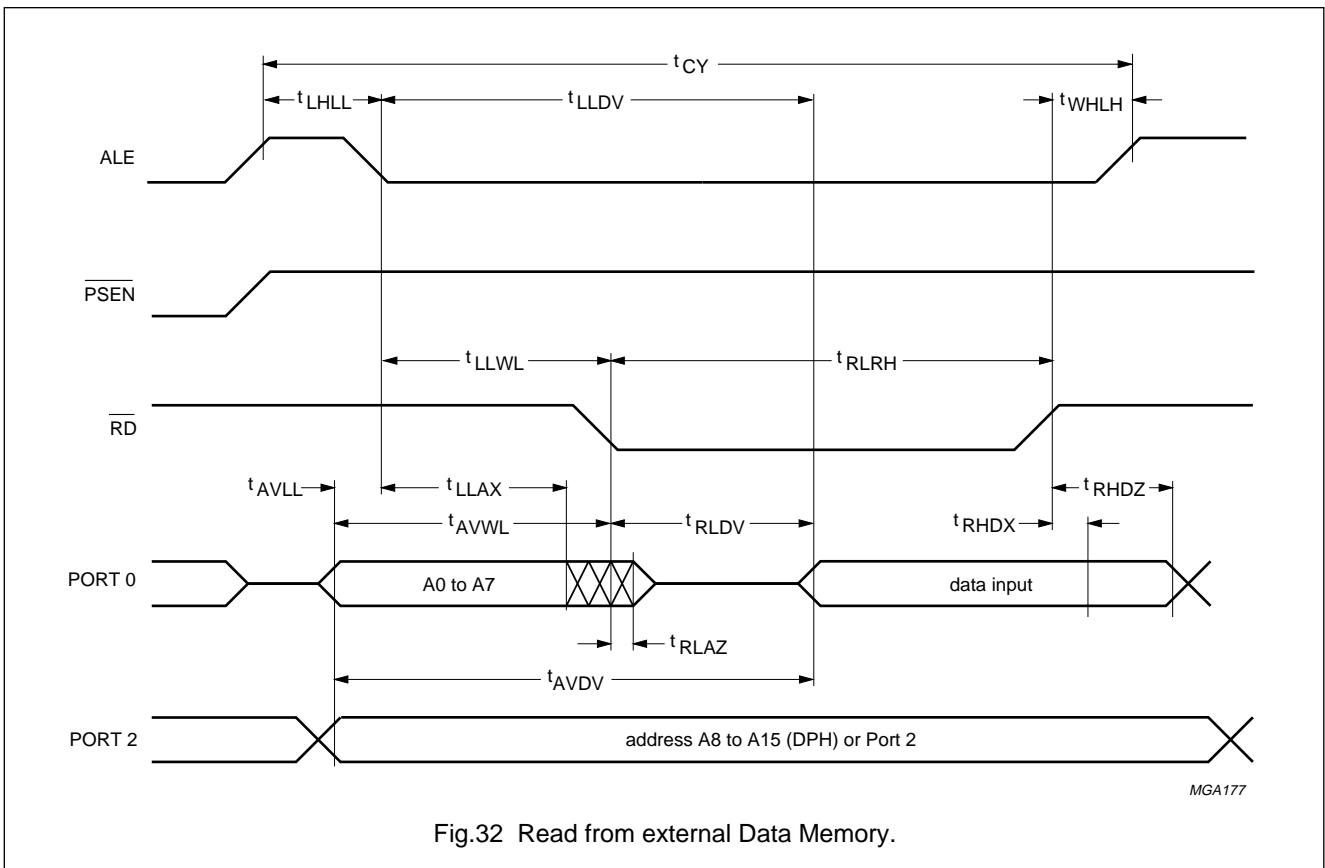 tCY
tLHLL
tLLDV
tWHLH
ALE
PSEN
tLLWL
tRLRH
RD
tAVLL
tLLAX
tRHDZ
tAVWL
tRLDV
tRHDX
PORT 0
A0 to A7
data input
tRLAZ
tAVDV
PORT 2
address A8 to A15 (DPH) or Port 2
MGA177
Fig.32 Read from external Data Memory.